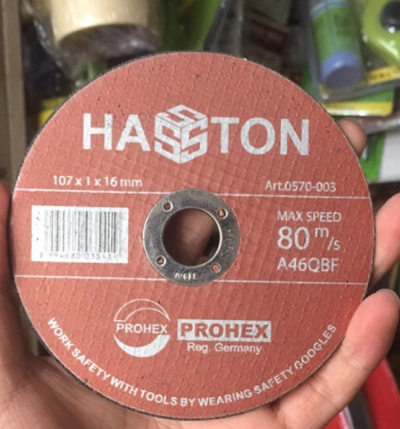 HASSTON
107 x 1 x 16 mm
Art.0570-003
MAX SPEED
80 m/s
A46QBF
PROHEX
PROHEX
Reg. Germany
WORK SAFETY WITH TOOLS BY WEARING SAFETY GOGGLES